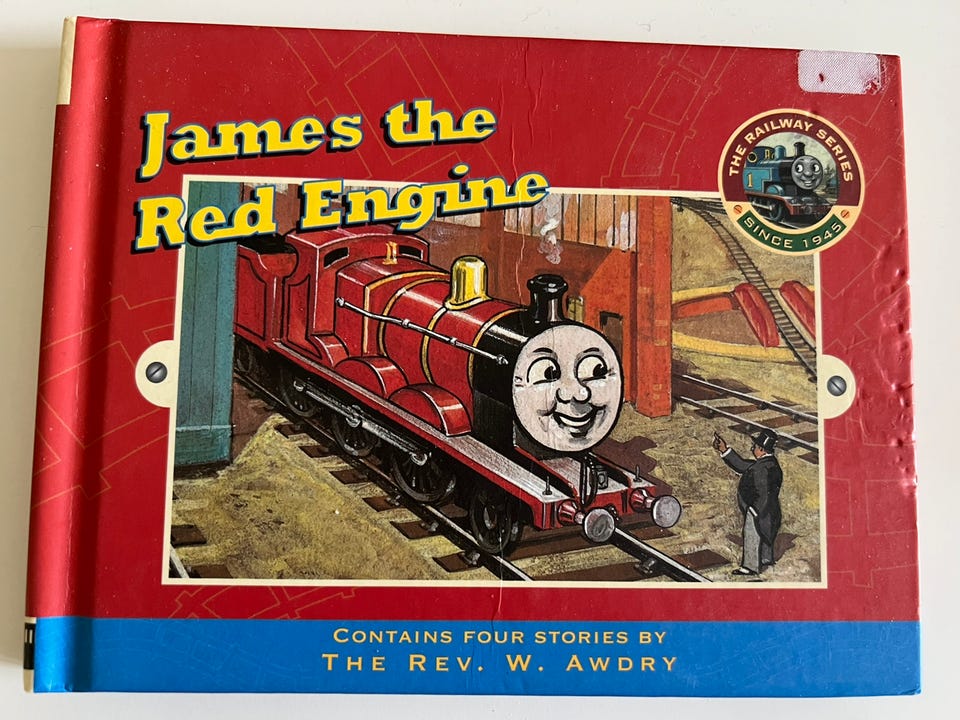 James the
Red Engine
THE RAILWAY SERIES
1
SINCE 1945
CONTAINS FOUR STORIES BY
THE REV. W. AWDRY